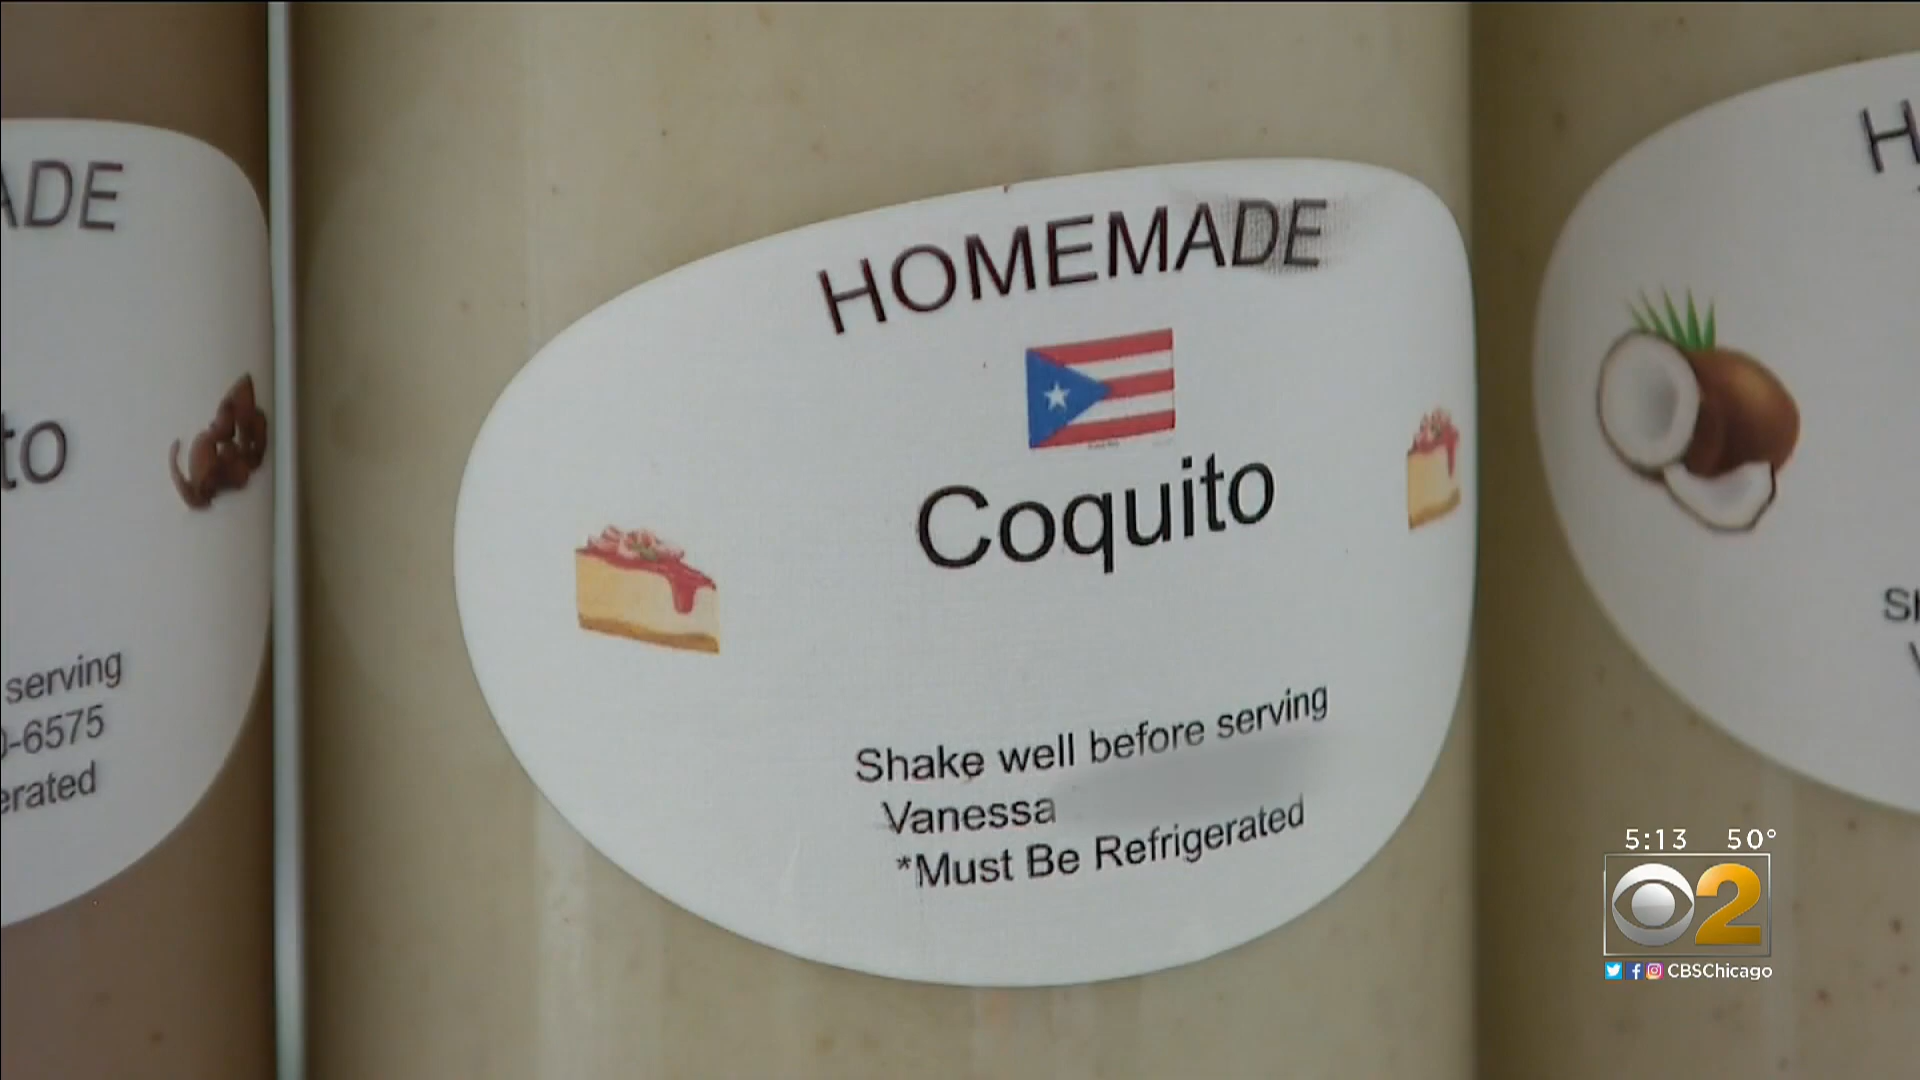 ADE
to
serving
-6575
erated
HOMEMADE
Coquito
Shake well before serving
Vanessa
*Must Be Refrigerated
H
Sh
5:13 50°
2
CBSChicago